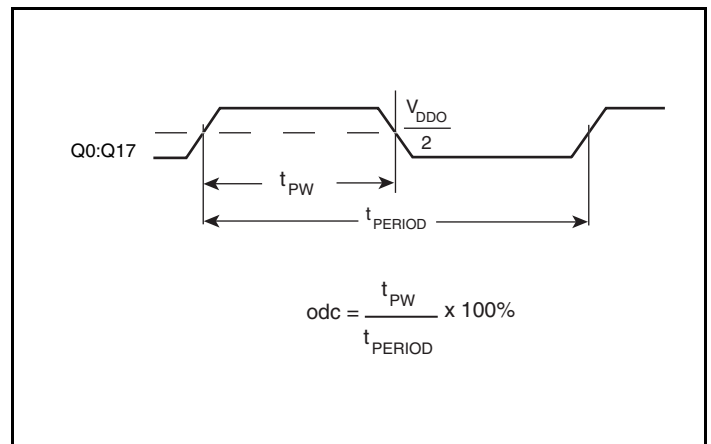 V_DDO
2
Q0:Q17
t_PW
t_PERIOD
odc = t_PW / t_PERIOD x 100%